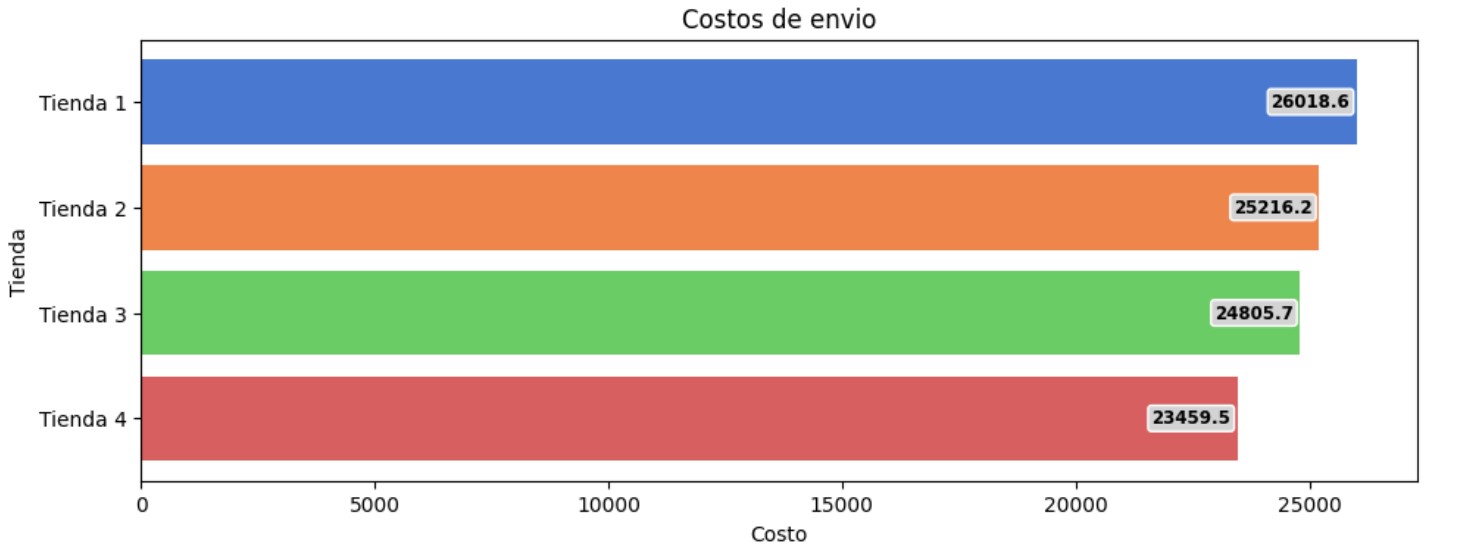 Costos de envio
Tienda
Tienda 1
26018.6
Tienda 2
25216.2
Tienda 3
24805.7
Tienda 4
23459.5
0 5000 10000 15000 20000 25000
Costo